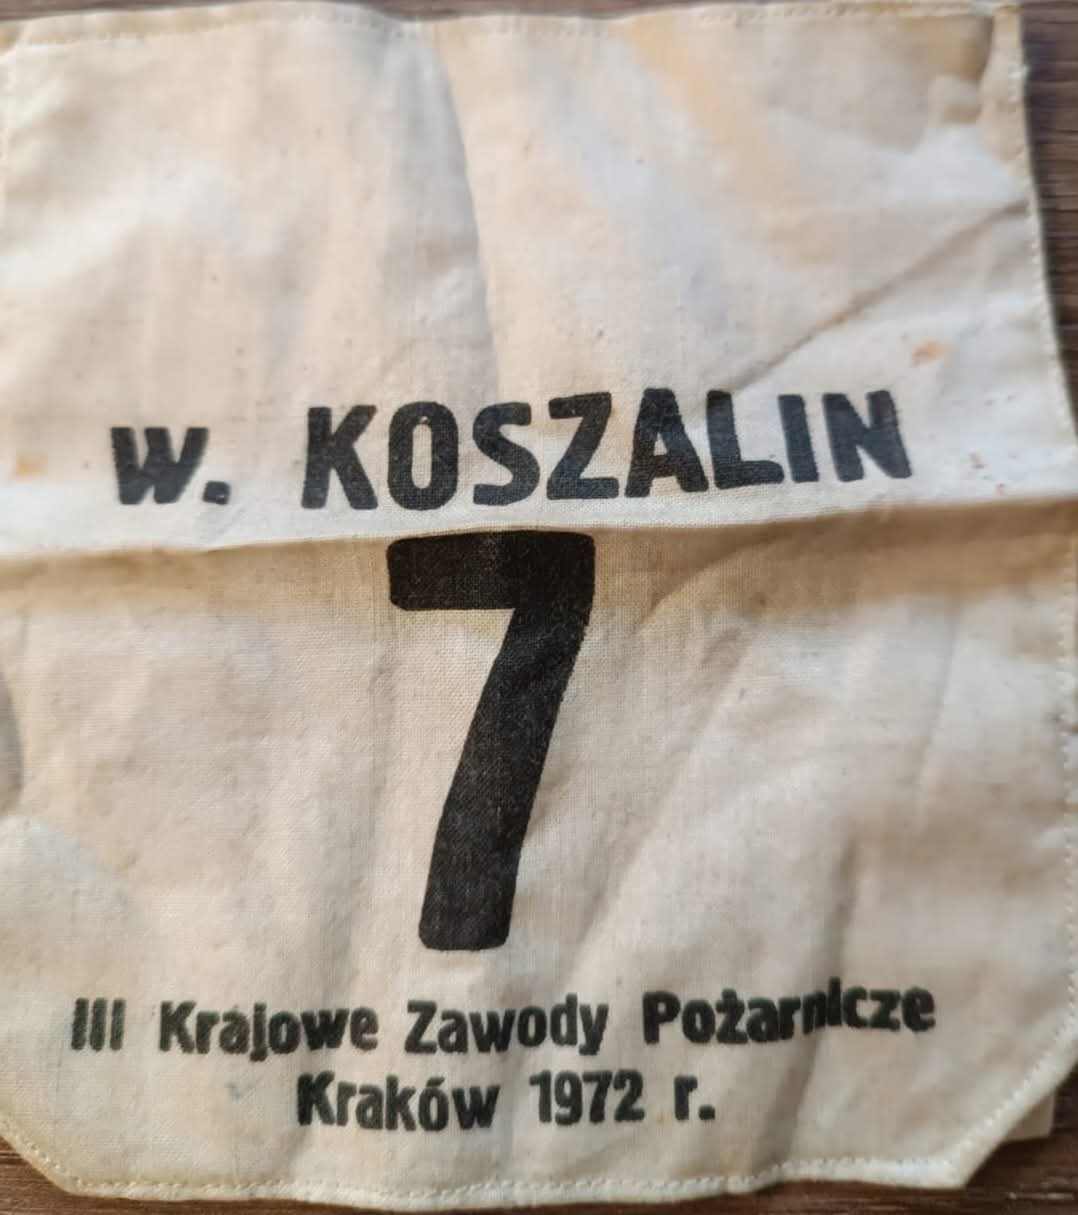 w. KOSZALIN
7
III Krajowe Zawody Pożarnicze
Kraków 1972 r.